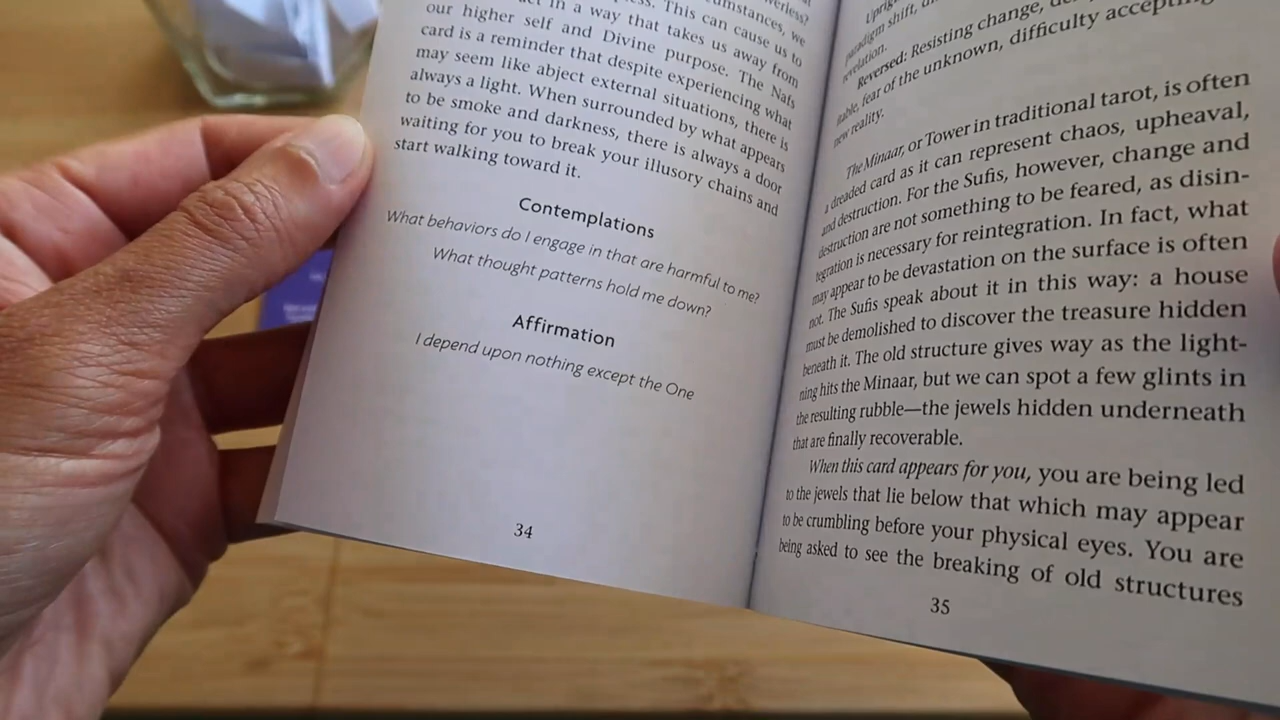 in a way that takes us away from
our higher self and Divine purpose. The Nafs
card is a reminder that despite experiencing what
may seem like abject external situations, there is
always a light. When surrounded by what appears
to be smoke and darkness, there is always a door
waiting for you to break your illusory chains and
start walking toward it.
Contemplations
What behaviors do I engage in that are harmful to me?
What thought patterns hold me down?
Affirmation
I depend upon nothing except the One
34
paradigm shift,
revelation.
Reversed: Resisting change,
fear of the unknown, difficulty accepting
new reality.
The Minaar, or Tower in traditional tarot, is often
a dreaded card as it can represent chaos, upheaval,
and destruction. For the Sufis, however, change and
destruction are not something to be feared, as disin-
tegration is necessary for reintegration. In fact, what
may appear to be devastation on the surface is often
not. The Sufis speak about it in this way: a house
must be demolished to discover the treasure hidden
beneath it. The old structure gives way as the light-
ning hits the Minaar, but we can spot a few glints in
the resulting rubble—the jewels hidden underneath
that are finally recoverable.
When this card appears for you, you are being led
to the jewels that lie below that which may appear
to be crumbling before your physical eyes. You are
being asked to see the breaking of old structures
35